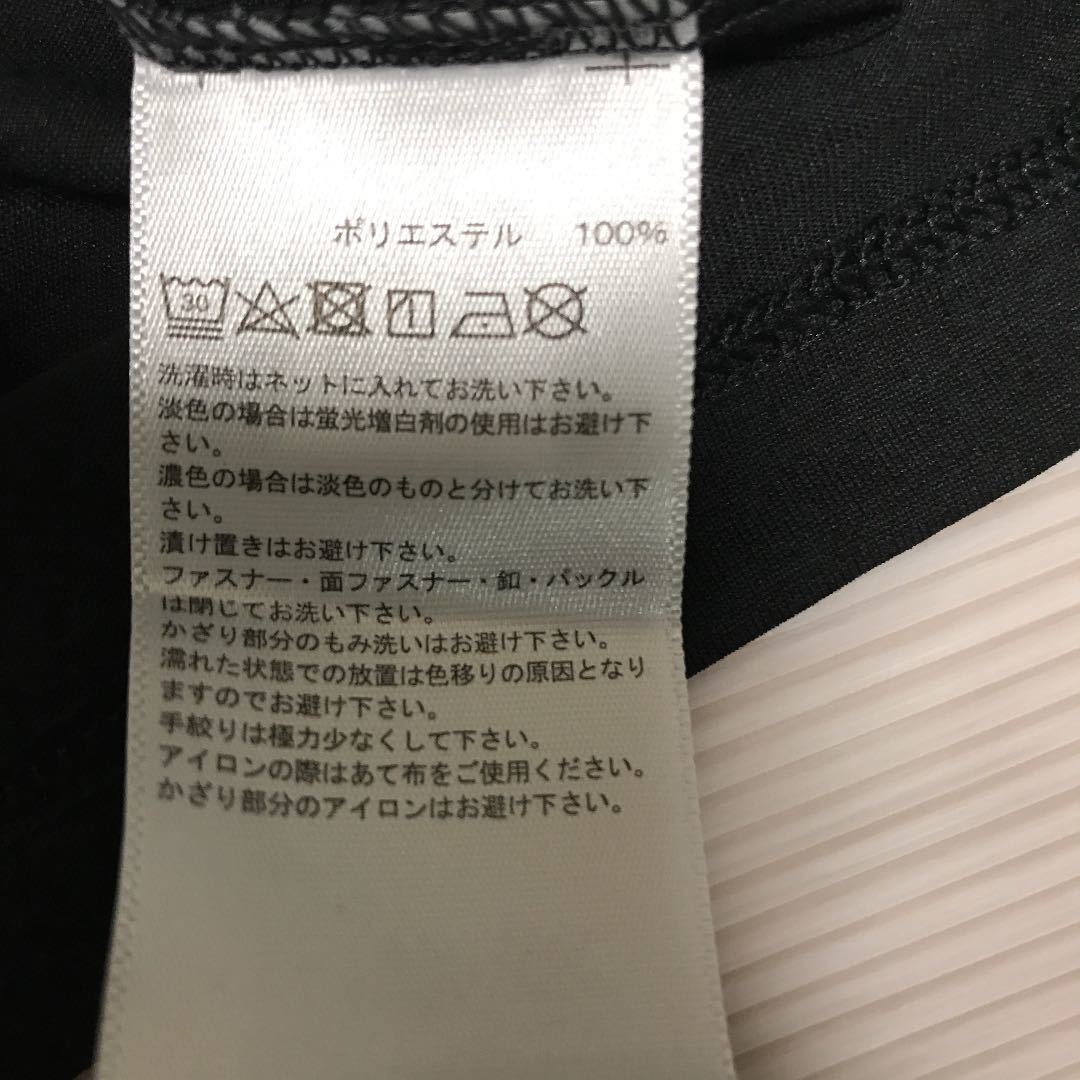 ポリエステル 100%
30
洗濯時はネットに入れてお洗い下さい。
淡色の場合は蛍光増白剤の使用はお避け下
さい。
濃色の場合は淡色のものと分けてお洗い下
さい。
漬け置きはお避け下さい。
ファスナー・面ファスナー・釦・バックル
は閉じてお洗い下さい。
かざり部分のもみ洗いはお避け下さい。
濡れた状態での放置は色移りの原因となり
ますのでお避け下さい。
手絞りは極力少なくして下さい。
アイロンの際はあて布をご使用ください。
かざり部分のアイロンはお避け下さい。